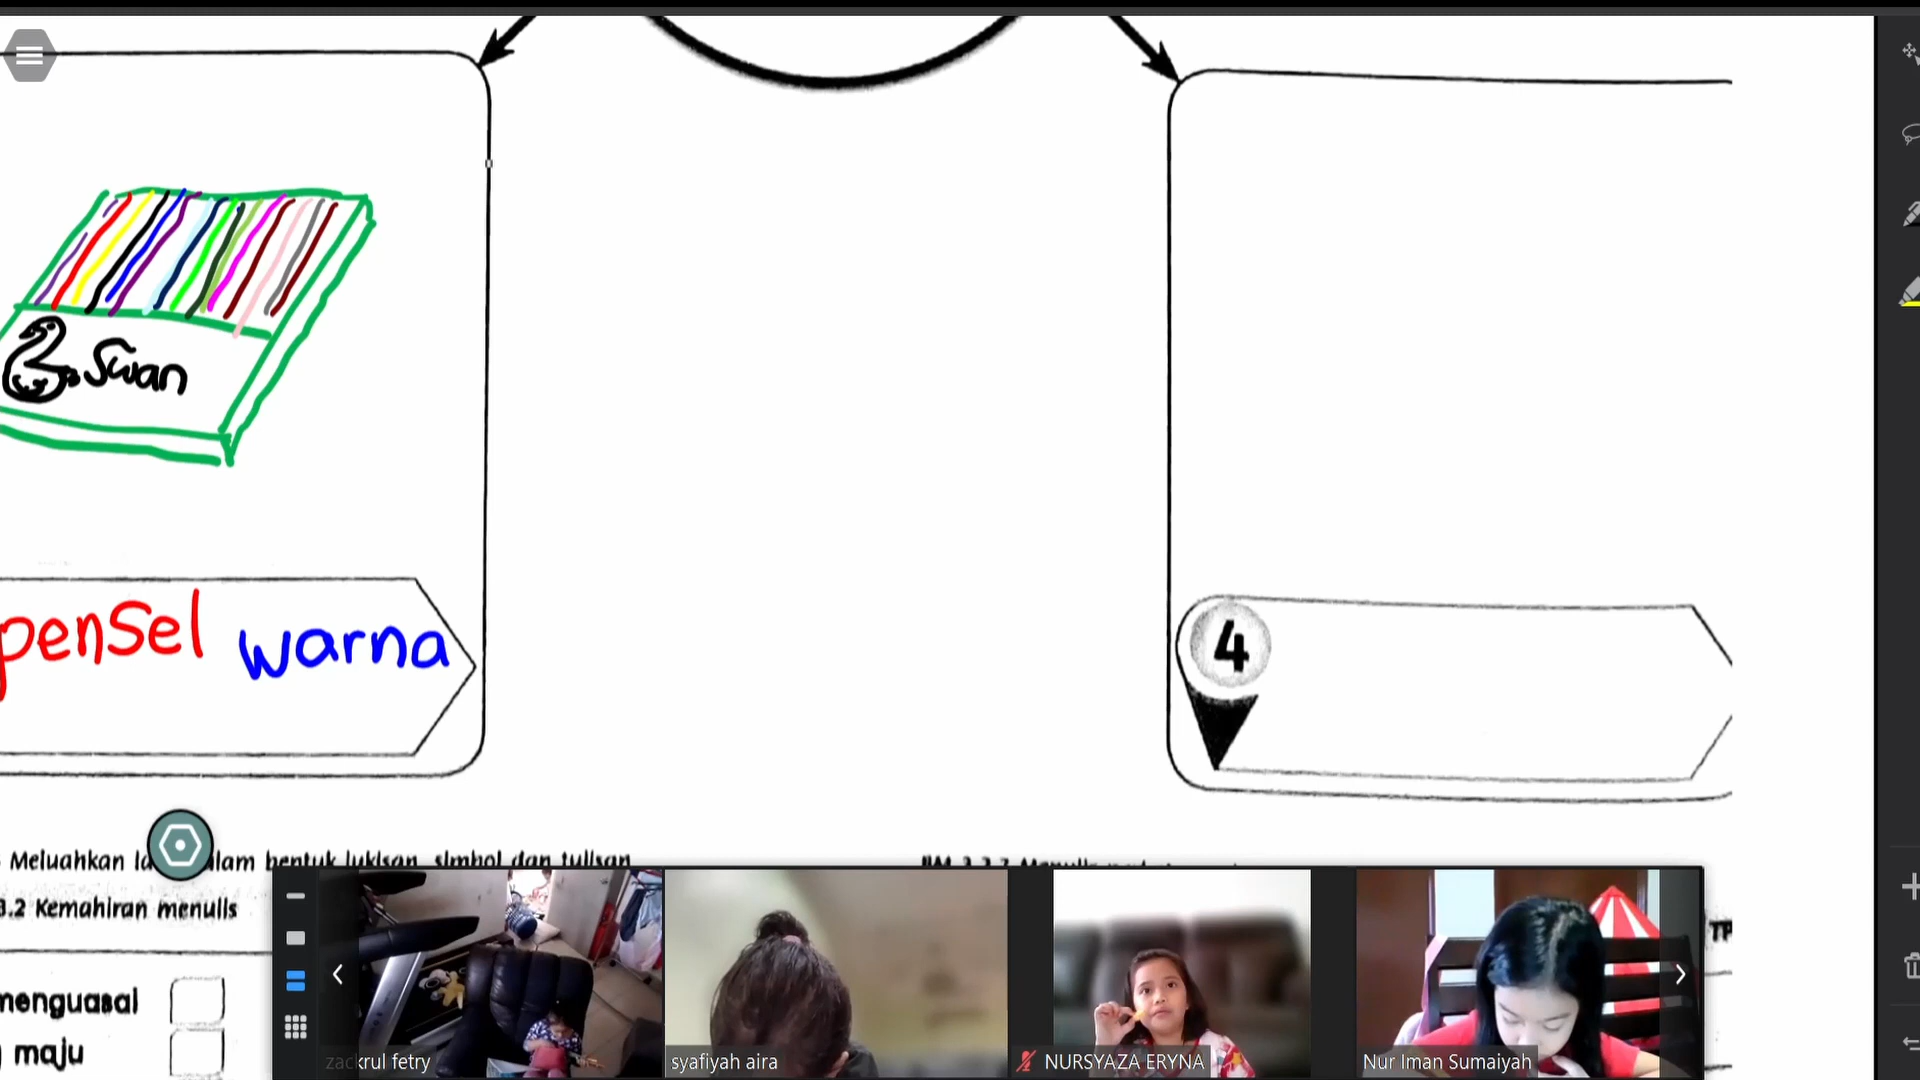 Swan
penSel warna
4
Meluahkan dalam bentuk lukisan, simbol dan tulisan
3.2 Kemahiran menulis
menguasai
maju
TP
zackrul fetry
syafiyah aira
NURSYAZA ERYNA
Nur Iman Sumaiyah